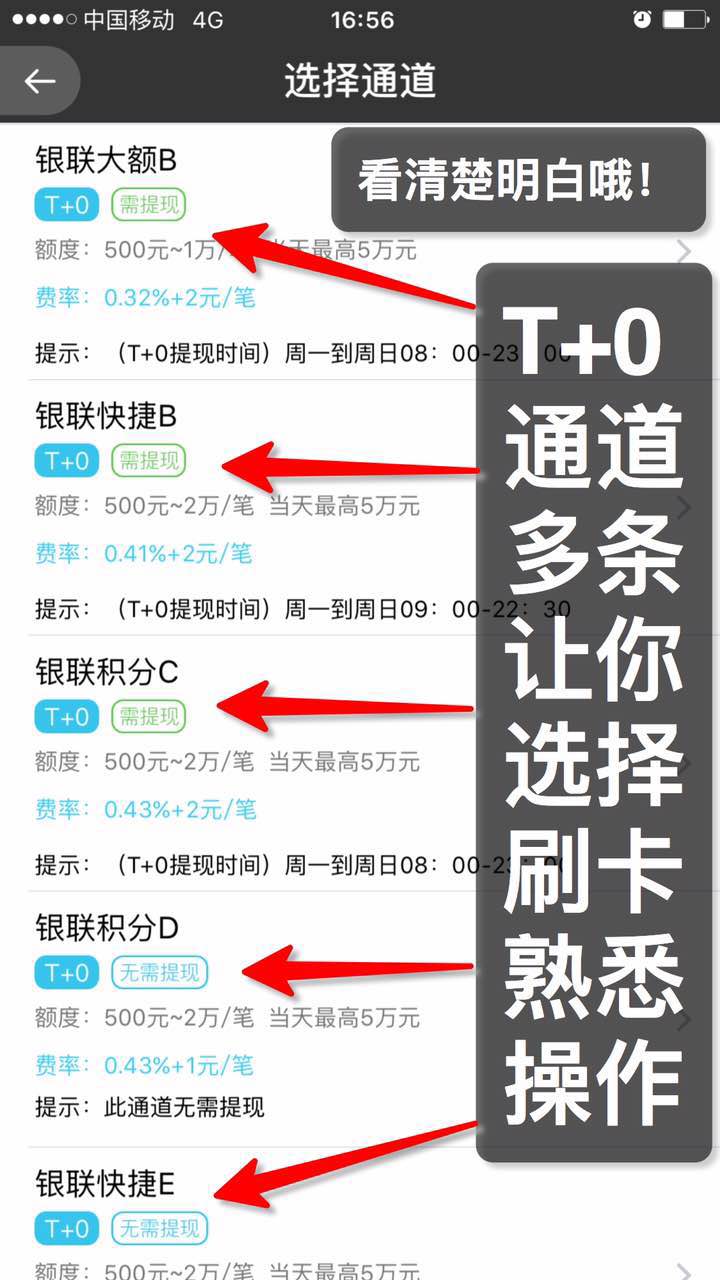 中国移动 4G 16:56
选择通道
看清楚明白哦！
银联大额B
T+0 需提现
额度：500元~1万/ 当天最高5万元
费率：0.32%+2元/笔
提示：（T+0提现时间）周一到周日08：00-23：00
银联快捷B
T+0 需提现
额度：500元~2万/笔 当天最高5万元
费率：0.41%+2元/笔
提示：（T+0提现时间）周一到周日09：00-22：30
银联积分C
T+0 需提现
额度：500元~2万/笔 当天最高5万元
费率：0.43%+2元/笔
提示：（T+0提现时间）周一到周日08：00-23：00
银联积分D
T+0 无需提现
额度：500元~2万/笔 当天最高5万元
费率：0.43%+1元/笔
提示：此通道无需提现
银联快捷E
T+0 无需提现
额度：500元~2万/笔 当天最高5万元
T+0
通道
多条
让你
选择
刷卡
熟悉
操作